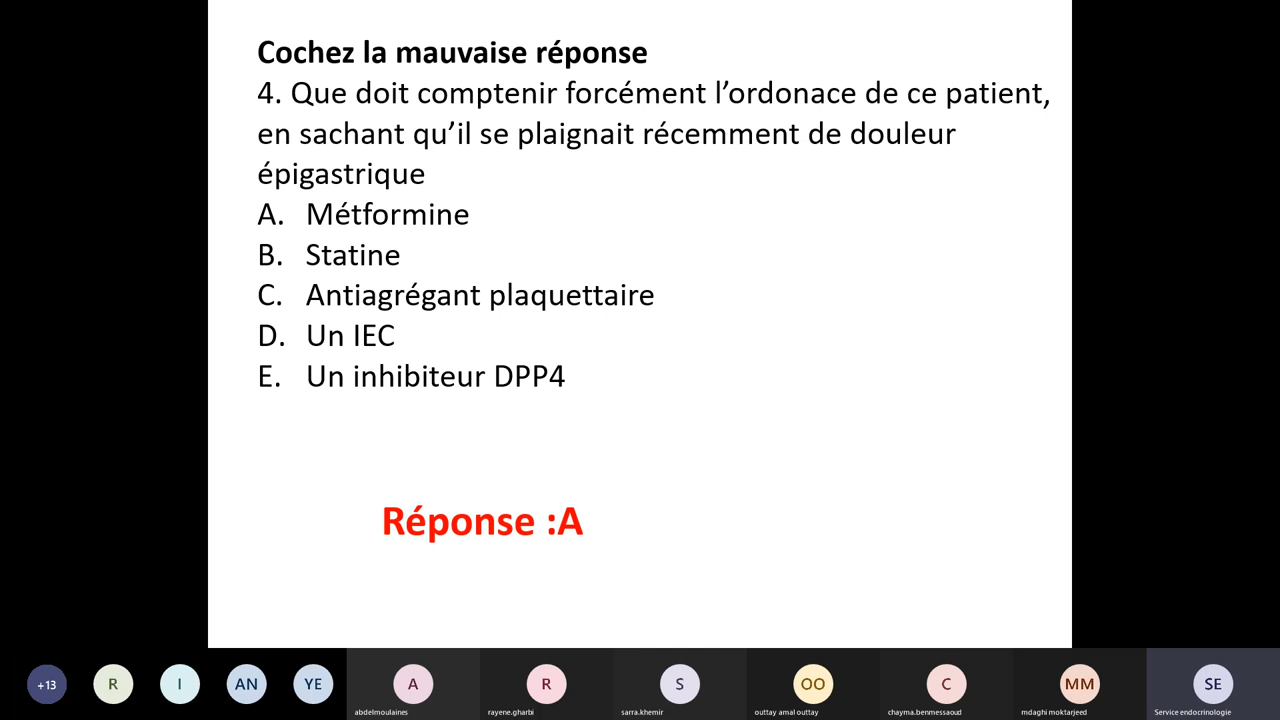 Cochez la mauvaise réponse
4. Que doit comptenir forcément l’ordonace de ce patient,
en sachant qu’il se plaignait récemment de douleur
épigastrique
A. Métformine
B. Statine
C. Antiagrégant plaquettaire
D. Un IEC
E. Un inhibiteur DPP4
Réponse :A
+13 R I AN YE A R S OO C MM SE
abdelmoulaines rayene.gharbi sarra.khemir outtay amal outtay chayma.benmessaoud mdaghi moktarjeed Service endocrinologie